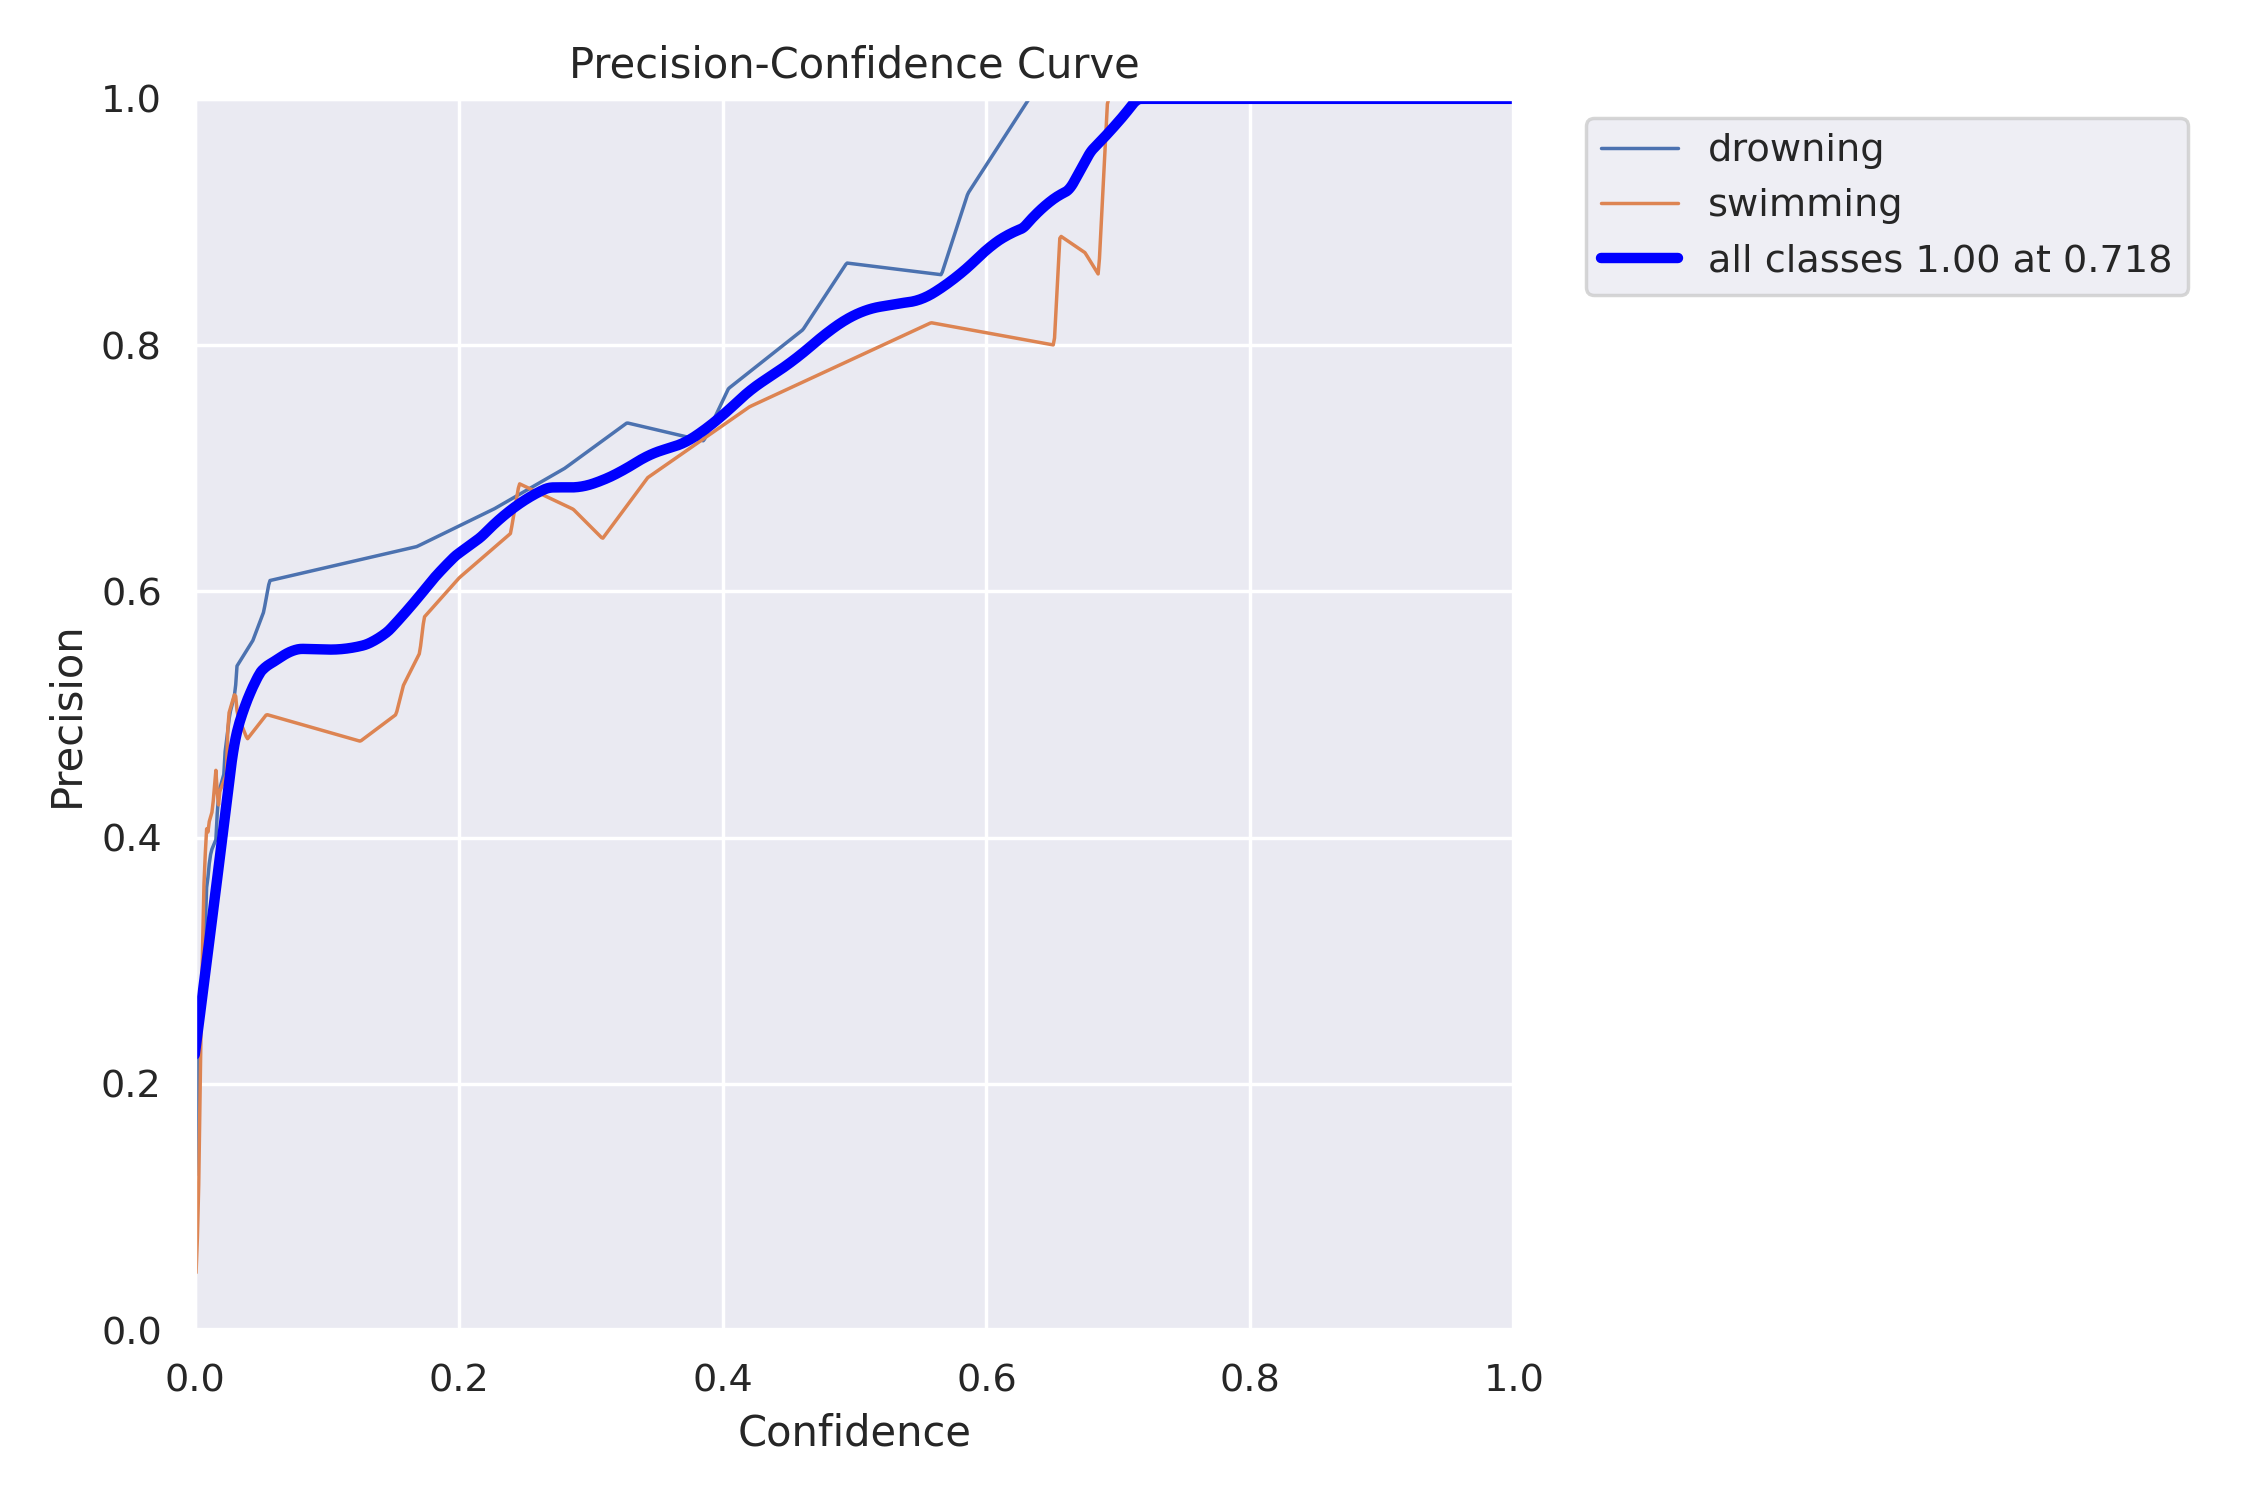 Precision-Confidence Curve
1.0
0.8
0.6
0.4
0.2
0.0
Precision
0.0 0.2 0.4 0.6 0.8 1.0
Confidence
drowning
swimming
all classes 1.00 at 0.718